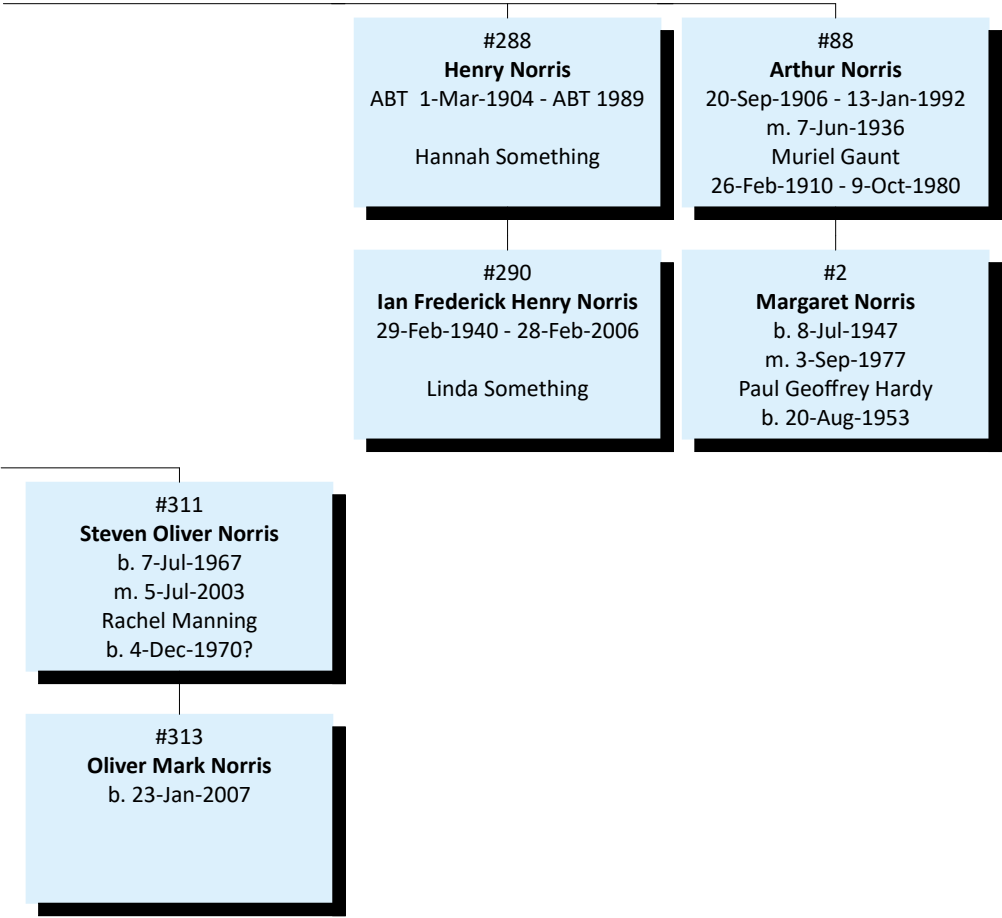 #288
Henry Norris
ABT  1-Mar-1904 - ABT 1989
Hannah Something
#88
Arthur Norris
20-Sep-1906 - 13-Jan-1992
m. 7-Jun-1936
Muriel Gaunt
26-Feb-1910 - 9-Oct-1980
#290
Ian Frederick Henry Norris
29-Feb-1940 - 28-Feb-2006
Linda Something
#2
Margaret Norris
b. 8-Jul-1947
m. 3-Sep-1977
Paul Geoffrey Hardy
b. 20-Aug-1953
#311
Steven Oliver Norris
b. 7-Jul-1967
m. 5-Jul-2003
Rachel Manning
b. 4-Dec-1970?
#313
Oliver Mark Norris
b. 23-Jan-2007